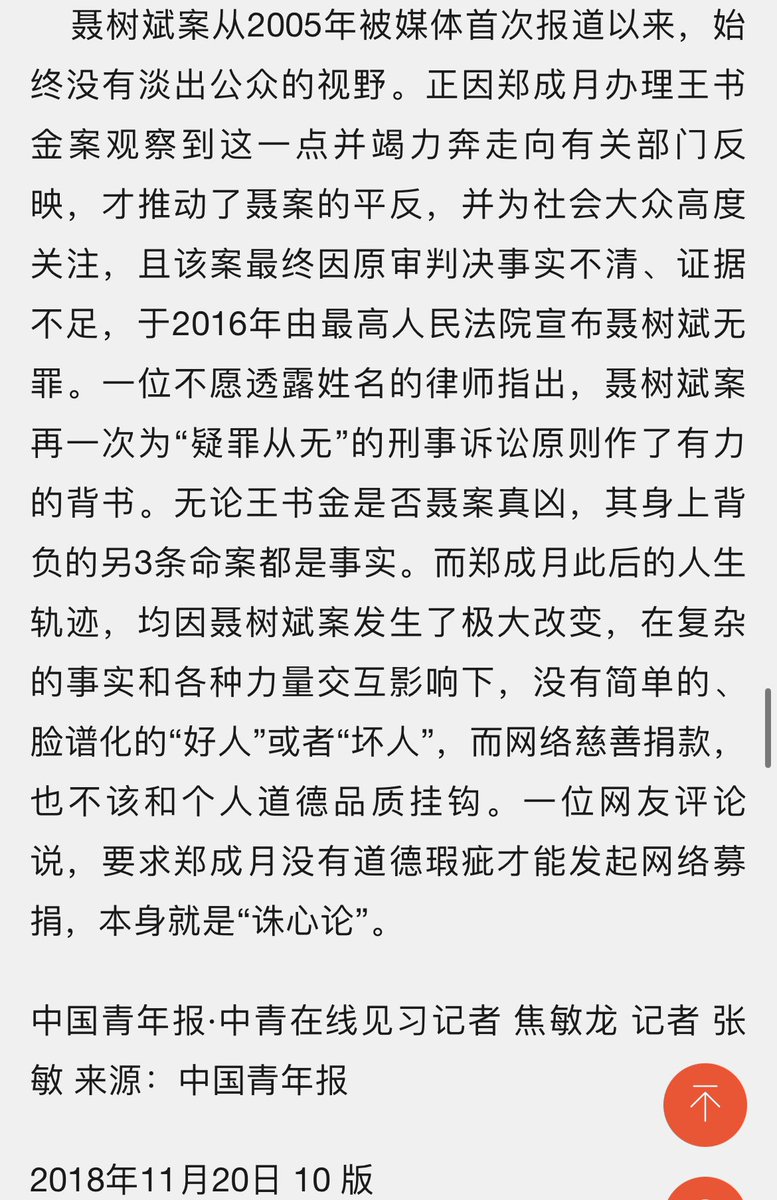 聂树斌案从2005年被媒体首次报道以来，始
终没有淡出公众的视野。正因郑成月办理王书
金案观察到这一点并竭力奔走向有关部门反
映，才推动了聂案的平反，并为社会大众高度
关注，且该案最终因原审判决事实不清、证据
不足，于2016年由最高人民法院宣布聂树斌无
罪。一位不愿透露姓名的律师指出，聂树斌案
再一次为“疑罪从无”的刑事诉讼原则作了有力
的背书。无论王书金是否聂案真凶，其身上背
负的另3条命案都是事实。而郑成月此后的人生
轨迹，均因聂树斌案发生了极大改变，在复杂
的事实和各种力量交互影响下，没有简单的、
脸谱化的“好人”或者“坏人”，而网络慈善捐款，
也不该和个人道德品质挂钩。一位网友评论
说，要求郑成月没有道德瑕疵才能发起网络募
捐，本身就是“诛心论”。
中国青年报·中青在线见习记者 焦敏龙 记者 张
敏 来源：中国青年报
2018年11月20日 10 版